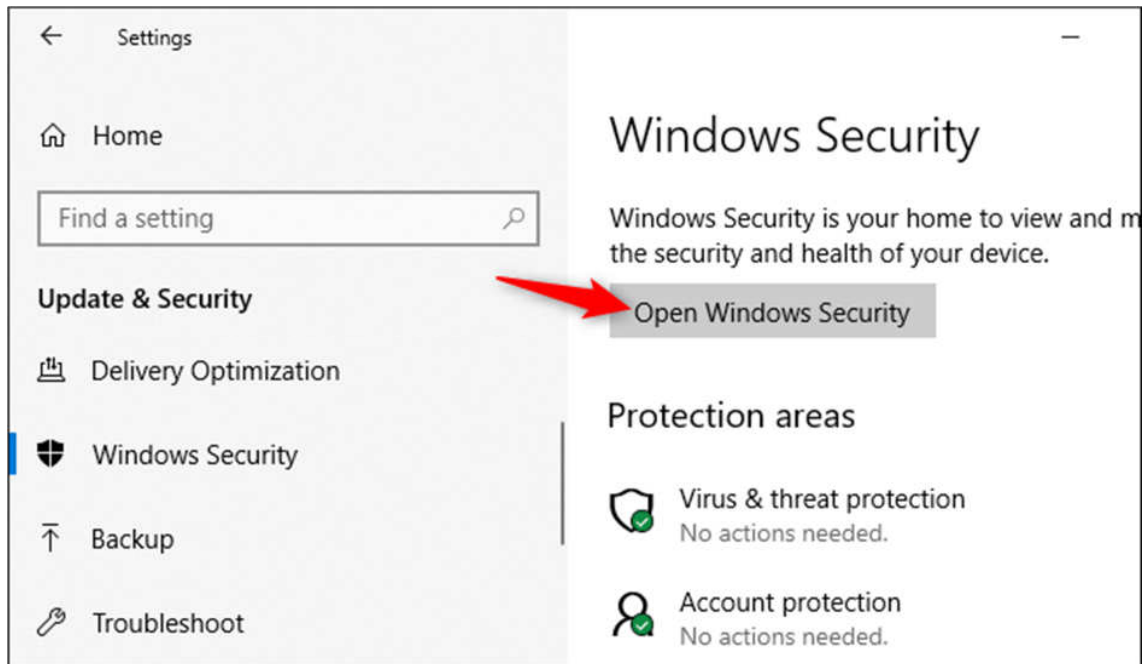 Settings
Home
Find a setting
Update & Security
Delivery Optimization
Windows Security
Backup
Troubleshoot
Windows Security
Windows Security is your home to view and m
the security and health of your device.
Open Windows Security
Protection areas
Virus & threat protection
No actions needed.
Account protection
No actions needed.